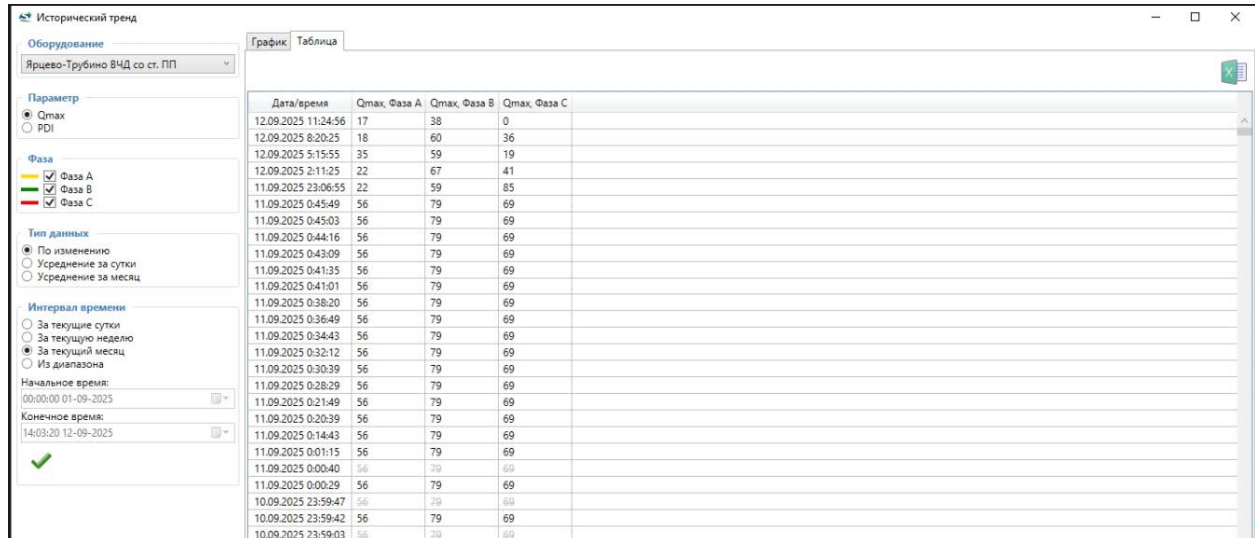 Исторический тренд
Оборудование
Ярцево-Трубино ВЧД со ст. ПП
Параметр
Qmax
PDI
Фаза
Фаза A
Фаза B
Фаза C
Тип данных
По изменению
Усреднение за сутки
Усреднение за месяц
Интервал времени
За текущие сутки
За текущую неделю
За текущий месяц
Из диапазона
Начальное время:
00:00:00 01-09-2025
Конечное время:
14:03:20 12-09-2025
График Таблица
Дата/время Qmax, Фаза A Qmax, Фаза B Qmax, Фаза C
12.09.2025 11:24:56 17 38 0
12.09.2025 8:20:25 18 60 36
12.09.2025 5:15:55 35 59 19
12.09.2025 2:11:25 22 67 41
11.09.2025 23:06:55 22 59 85
11.09.2025 0:45:49 56 79 69
11.09.2025 0:45:03 56 79 69
11.09.2025 0:44:16 56 79 69
11.09.2025 0:43:09 56 79 69
11.09.2025 0:41:35 56 79 69
11.09.2025 0:41:01 56 79 69
11.09.2025 0:38:20 56 79 69
11.09.2025 0:36:49 56 79 69
11.09.2025 0:34:43 56 79 69
11.09.2025 0:32:12 56 79 69
11.09.2025 0:30:39 56 79 69
11.09.2025 0:28:29 56 79 69
11.09.2025 0:21:49 56 79 69
11.09.2025 0:20:39 56 79 69
11.09.2025 0:14:43 56 79 69
11.09.2025 0:01:15 56 79 69
11.09.2025 0:00:40 56 79 69
11.09.2025 0:00:29 56 79 69
10.09.2025 23:59:47 56 79 69
10.09.2025 23:59:42 56 79 69
10.09.2025 23:59:03 56 79 69